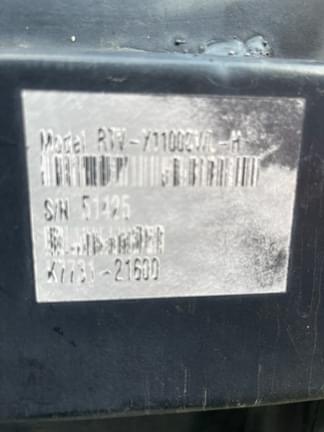 Model RTV-X1100CWL-H
S/N 51425
K7731-21600